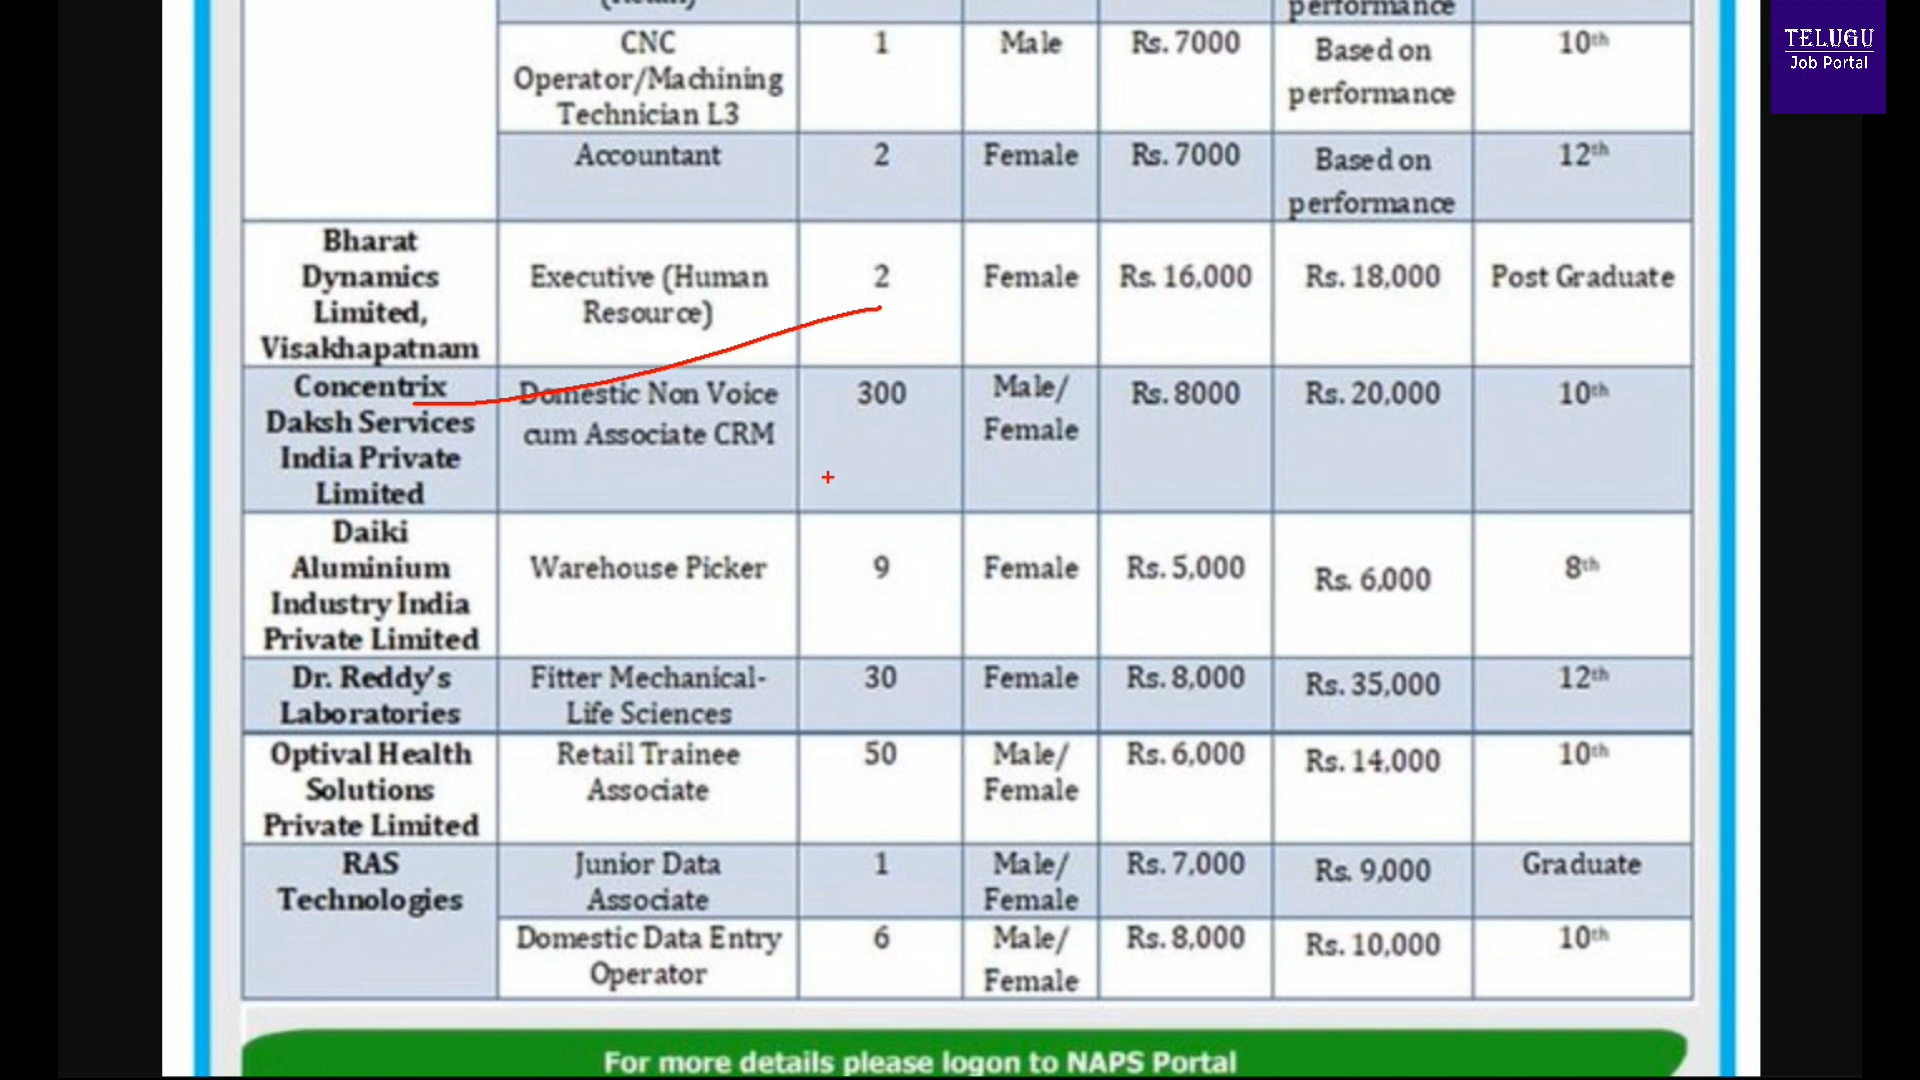 (Retail)
performance
TELUGU
Job Portal
CNC
Operator/Machining
Technician L3
1
Male
Rs. 7000
Based on
performance
10th
Accountant
2
Female
Rs. 7000
Based on
performance
12th
Bharat
Dynamics
Limited,
Visakhapatnam
Executive (Human
Resource)
2
Female
Rs. 16,000
Rs. 18,000
Post Graduate
Concentrix
Daksh Services
India Private
Limited
Domestic Non Voice
cum Associate CRM
300
Male/
Female
Rs. 8000
Rs. 20,000
10th
Daiki
Aluminium
Industry India
Private Limited
Warehouse Picker
9
Female
Rs. 5,000
Rs. 6,000
8th
Dr. Reddy's
Laboratories
Fitter Mechanical-
Life Sciences
30
Female
Rs. 8,000
Rs. 35,000
12th
Optival Health
Solutions
Private Limited
Retail Trainee
Associate
50
Male/
Female
Rs. 6,000
Rs. 14,000
10th
RAS
Technologies
Junior Data
Associate
1
Male/
Female
Rs. 7,000
Rs. 9,000
Graduate
Domestic Data Entry
Operator
6
Male/
Female
Rs. 8,000
Rs. 10,000
10th
For more details please logon to NAPS Portal